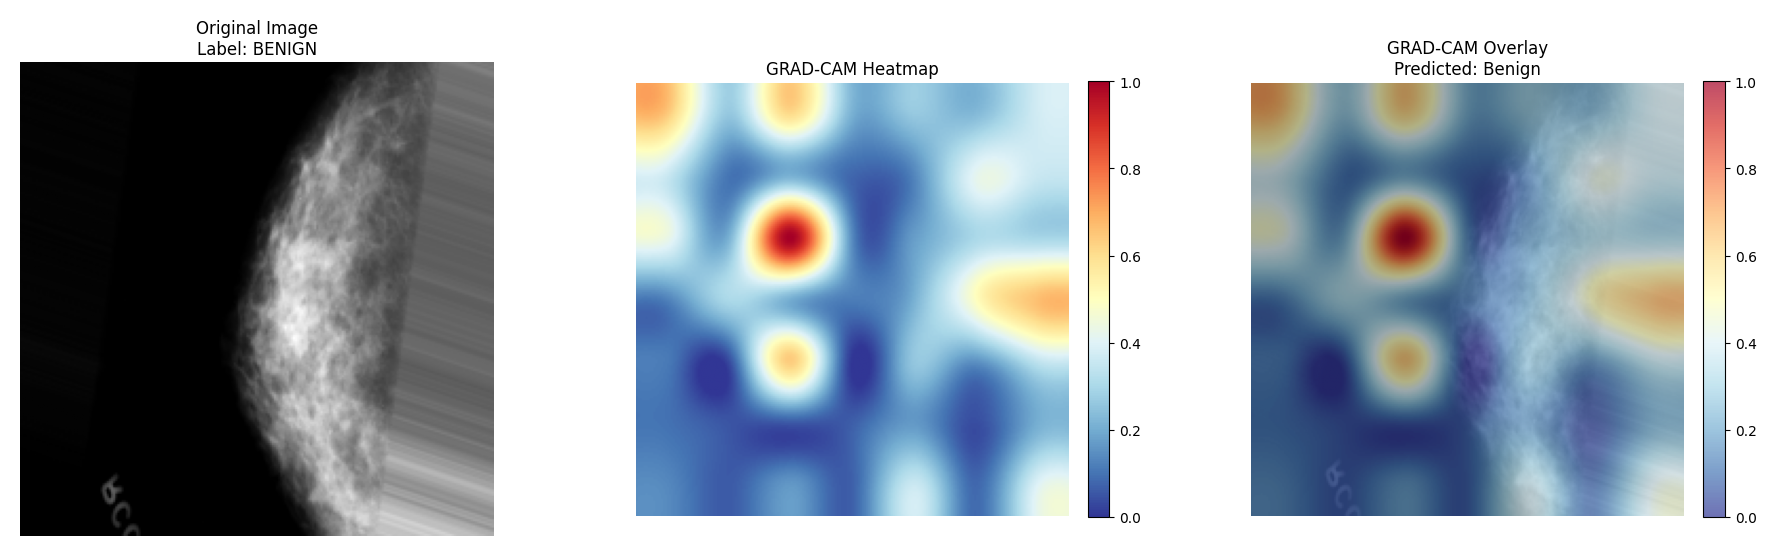 Original Image
Label: BENIGN
GRAD-CAM Heatmap
1.0
0.8
0.6
0.4
0.2
0.0
GRAD-CAM Overlay
Predicted: Benign
1.0
0.8
0.6
0.4
0.2
0.0